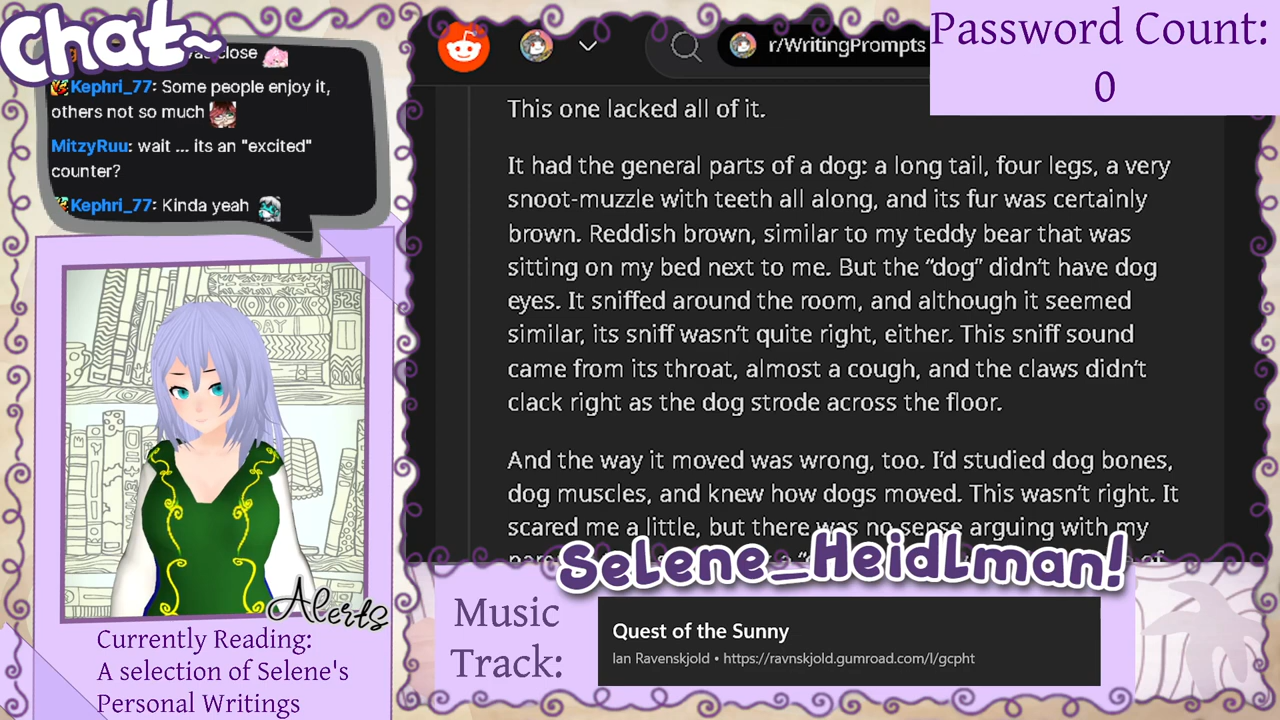 Chat~
close
Kephri_77: Some people enjoy it,
others not so much
MitzyRuu: wait ... its an "excited"
counter?
Kephri_77: Kinda yeah
r/WritingPrompts
Password Count:
0
This one lacked all of it.
It had the general parts of a dog: a long tail, four legs, a very
snoot-muzzle with teeth all along, and its fur was certainly
brown. Reddish brown, similar to my teddy bear that was
sitting on my bed next to me. But the “dog” didn’t have dog
eyes. It sniffed around the room, and although it seemed
similar, its sniff wasn’t quite right, either. This sniff sound
came from its throat, almost a cough, and the claws didn’t
clack right as the dog strode across the floor.
And the way it moved was wrong, too. I’d studied dog bones,
dog muscles, and knew how dogs moved. This wasn’t right. It
scared me a little, but there was no sense arguing with my
Selene_Heidlman!
Alerts
Currently Reading:
A selection of Selene's
Personal Writings
Music
Track:
Quest of the Sunny
Ian Ravenskjold • https://ravnskjold.gumroad.com/l/gcpht